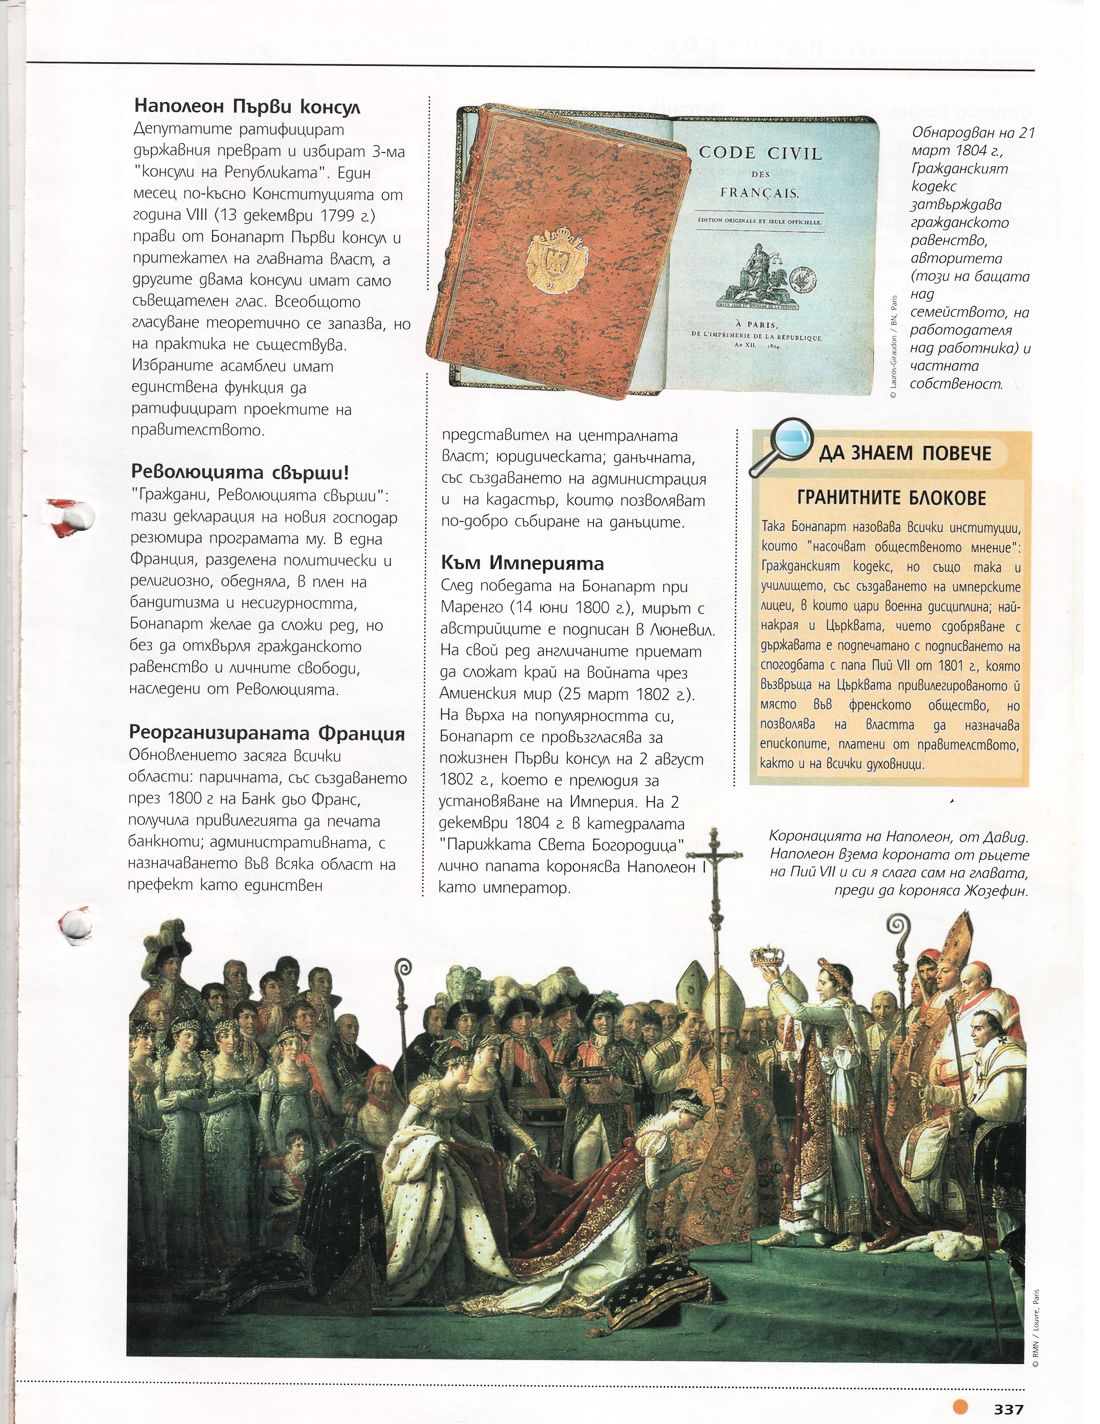 Наполеон Първи консул
Депутатите ратифицират
държавния преврат и избират 3-ма
"консули на Републиката". Един
месец по-късно Конституцията от
година VIII (13 декември 1799 г.)
прави от Бонапарт Първи консул и
притежател на главната власт, а
другите двама консули имат само
съвещателен глас. Всеобщото
гласуване теоретично се запазва, но
на практика не съществува.
Избраните асамблеи имат
единствена функция да
ратифицират проектите на
правителството.
Революцията свърши!
"Граждани, Революцията свърши":
тази декларация на новия господар
резюмира програмата му. В една
Франция, разделена политически и
религиозно, обедняла, в плен на
бандитизма и несигурността,
Бонапарт желае да сложи ред, но
без да отхвърля гражданското
равенство и личните свободи,
наследени от Революцията.
Реорганизираната Франция
Обновлението засяга всички
области: паричната, със създаването
през 1800 г на Банк дьо Франс,
получила привилегията да печата
банкноти; административната, с
назначаването във всяка област на
префект като единствен
CODE CIVIL
DES
FRANÇAIS.
ÉDITION ORIGINALE ET SEULE OFFICIELLE.
À PARIS,
DE L'IMPRIMERIE DE LA RÉPUBLIQUE.
An XII. 1804.
© Lauros-Giraudon / BN, Paris
Обнародван на 21
март 1804 г.,
Гражданският
кодекс
затвърждава
гражданското
равенство,
авторитета
(този на бащата
над
семейството, на
работодателя
над работника) и
частната
собственост.
представител на централната
власт; юридическата; данъчната,
със създаването на администрация
и на кадастър, които позволяват
по-добро събиране на данъците.
Към Империята
След победата на Бонапарт при
Маренго (14 юни 1800 г.), мирът с
австрийците е подписан в Люневил.
На свой ред англичаните приемат
да сложат край на войната чрез
Амиенския мир (25 март 1802 г.).
На върха на популярността си,
Бонапарт се провъзгласява за
пожизнен Първи консул на 2 август
1802 г., което е прелюдия за
установяване на Империя. На 2
декември 1804 г. в катедралата
"Парижката Света Богородица"
лично папата коронясва Наполеон I
като император.
ДА ЗНАЕМ ПОВЕЧЕ
ГРАНИТНИТЕ БЛОКОВЕ
Така Бонапарт назовава всички институции,
които "насочват общественото мнение":
Гражданският кодекс, но също така и
училището, със създаването на имперските
лицеи, в които цари военна дисциплина; най-
накрая и Църквата, чието сдобряване с
държавата е подпечатано с подписването на
спогодбата с папа Пий VII от 1801 г., която
възвръща на Църквата привилегированото ѝ
място във френското общество, но
позволява на властта да назначава
епископите, платени от правителството,
както и на всички духовници.
Коронацията на Наполеон, от Давид.
Наполеон взема короната от ръцете
на Пий VII и си я слага сам на главата,
преди да короняса Жозефин.
© RMN / Louvre, Paris
337